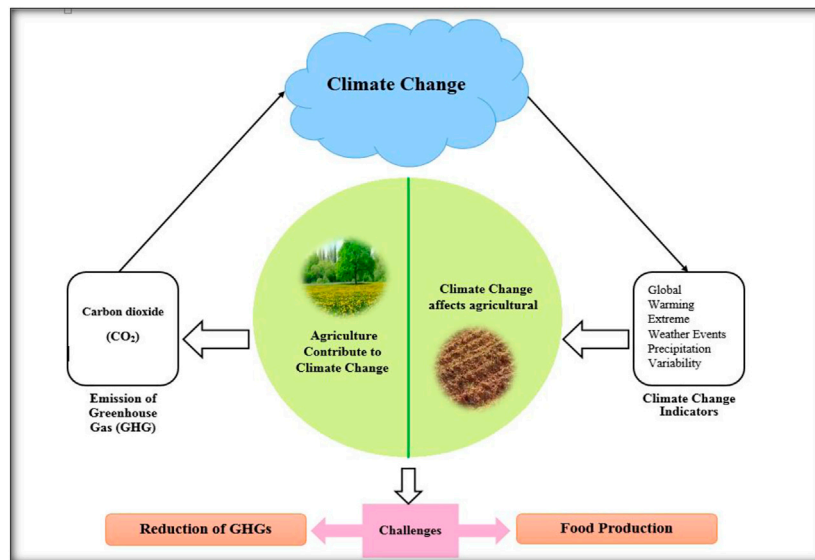 Climate Change
Carbon dioxide
(CO₂)
Emission of
Greenhouse
Gas (GHG)
Agriculture
Contribute to
Climate Change
Climate Change
affects agricultural
Global
Warming
Extreme
Weather Events
Precipitation
Variability
Climate Change
Indicators
Reduction of GHGs
Challenges
Food Production